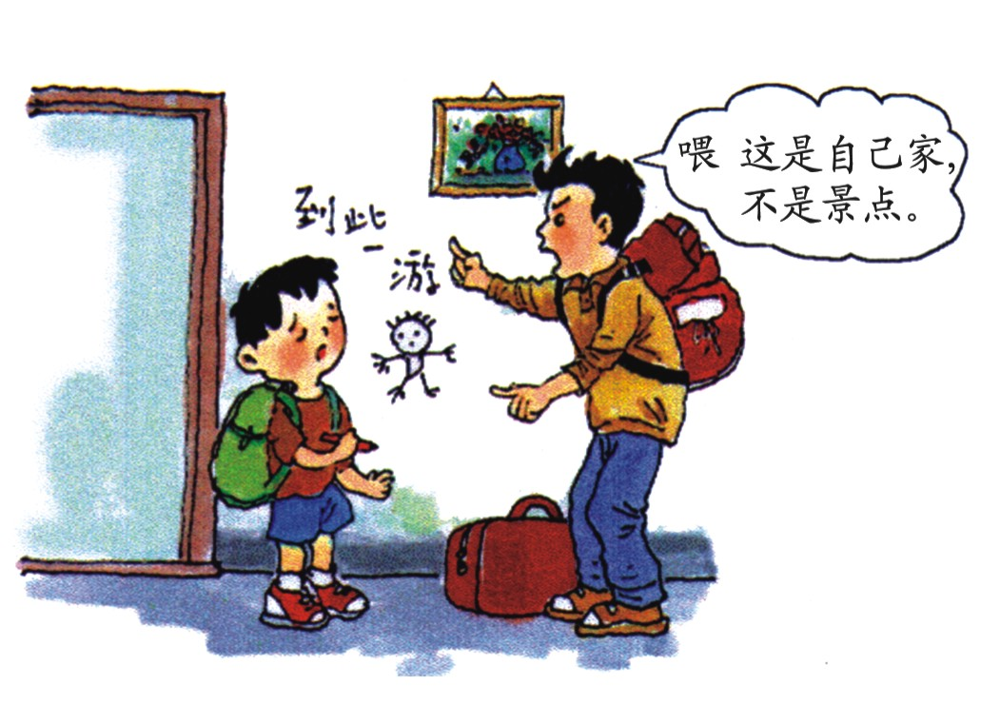 到此
一
游
喂 这是自己家,
不是景点。